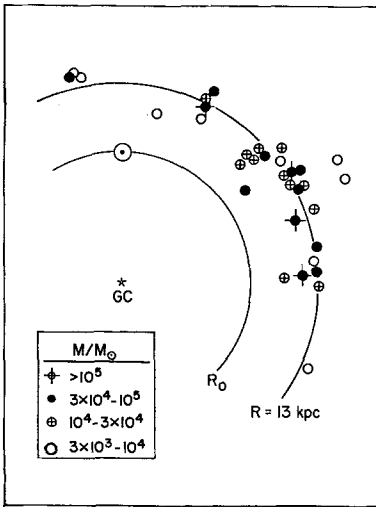 GC
R₀
R = 13 kpc
M/M⊙
>10⁵
3×10⁴-10⁵
10⁴-3×10⁴
3×10³-10⁴